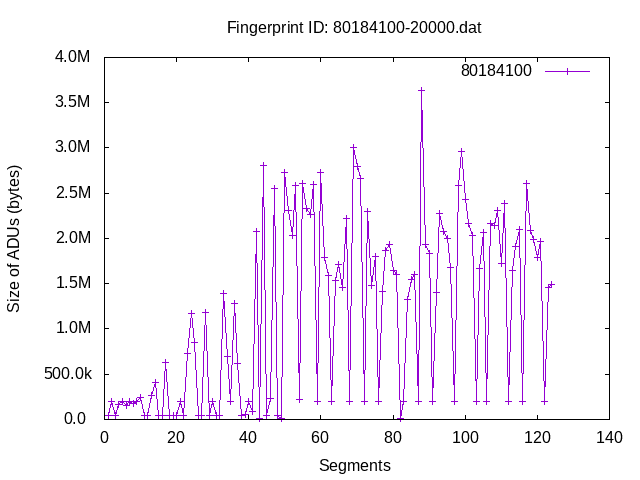 Fingerprint ID: 80184100-20000.dat
80184100
4.0M
3.5M
3.0M
2.5M
2.0M
1.5M
1.0M
500.0k
0.0
0 20 40 60 80 100 120 140
Size of ADUs (bytes)
Segments